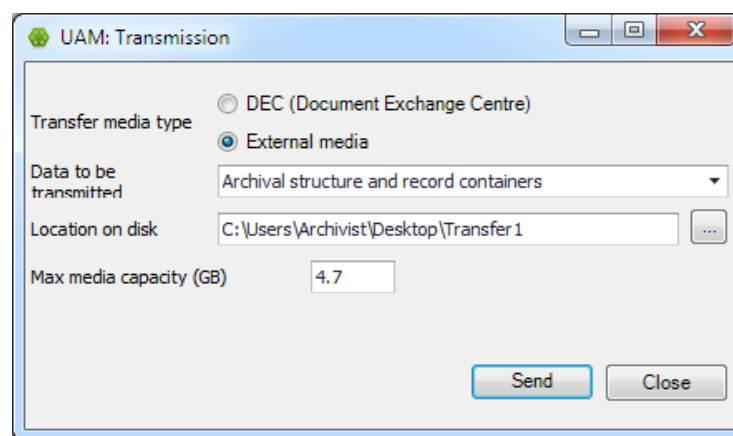 UAM: Transmission
DEC (Document Exchange Centre)
Transfer media type
External media
Data to be
transmitted
Archival structure and record containers
Location on disk
C:\Users\Archivist\Desktop\Transfer1
...
Max media capacity (GB)
4.7
Send
Close